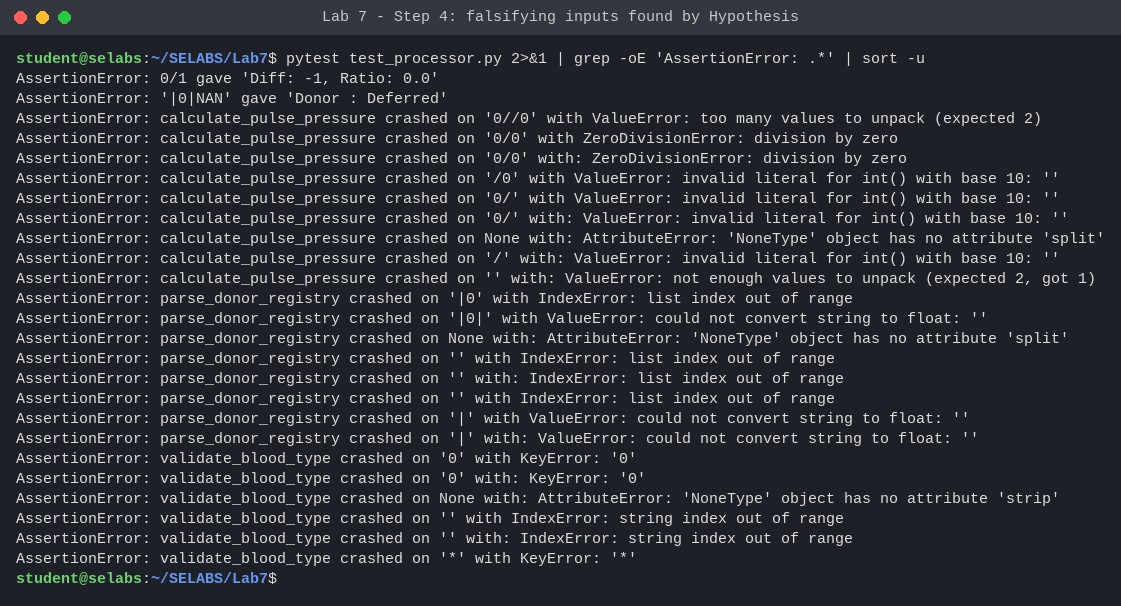 Lab 7 - Step 4: falsifying inputs found by Hypothesis
student@selabs:~/SELABS/Lab7$ pytest test_processor.py 2>&1 | grep -oE 'AssertionError: .*' | sort -u
AssertionError: 0/1 gave 'Diff: -1, Ratio: 0.0'
AssertionError: '|0|NAN' gave 'Donor : Deferred'
AssertionError: calculate_pulse_pressure crashed on '0//0' with ValueError: too many values to unpack (expected 2)
AssertionError: calculate_pulse_pressure crashed on '0/0' with ZeroDivisionError: division by zero
AssertionError: calculate_pulse_pressure crashed on '0/0' with: ZeroDivisionError: division by zero
AssertionError: calculate_pulse_pressure crashed on '/0' with ValueError: invalid literal for int() with base 10: ''
AssertionError: calculate_pulse_pressure crashed on '0/' with ValueError: invalid literal for int() with base 10: ''
AssertionError: calculate_pulse_pressure crashed on '0/' with: ValueError: invalid literal for int() with base 10: ''
AssertionError: calculate_pulse_pressure crashed on None with: AttributeError: 'NoneType' object has no attribute 'split'
AssertionError: calculate_pulse_pressure crashed on '/' with: ValueError: invalid literal for int() with base 10: ''
AssertionError: calculate_pulse_pressure crashed on '' with: ValueError: not enough values to unpack (expected 2, got 1)
AssertionError: parse_donor_registry crashed on '|0' with IndexError: list index out of range
AssertionError: parse_donor_registry crashed on '|0|' with ValueError: could not convert string to float: ''
AssertionError: parse_donor_registry crashed on None with: AttributeError: 'NoneType' object has no attribute 'split'
AssertionError: parse_donor_registry crashed on '' with IndexError: list index out of range
AssertionError: parse_donor_registry crashed on '' with: IndexError: list index out of range
AssertionError: parse_donor_registry crashed on '' with IndexError: list index out of range
AssertionError: parse_donor_registry crashed on '|' with ValueError: could not convert string to float: ''
AssertionError: parse_donor_registry crashed on '|' with: ValueError: could not convert string to float: ''
AssertionError: validate_blood_type crashed on '0' with KeyError: '0'
AssertionError: validate_blood_type crashed on '0' with: KeyError: '0'
AssertionError: validate_blood_type crashed on None with: AttributeError: 'NoneType' object has no attribute 'strip'
AssertionError: validate_blood_type crashed on '' with IndexError: string index out of range
AssertionError: validate_blood_type crashed on '' with: IndexError: string index out of range
AssertionError: validate_blood_type crashed on '*' with KeyError: '*'
student@selabs:~/SELABS/Lab7$